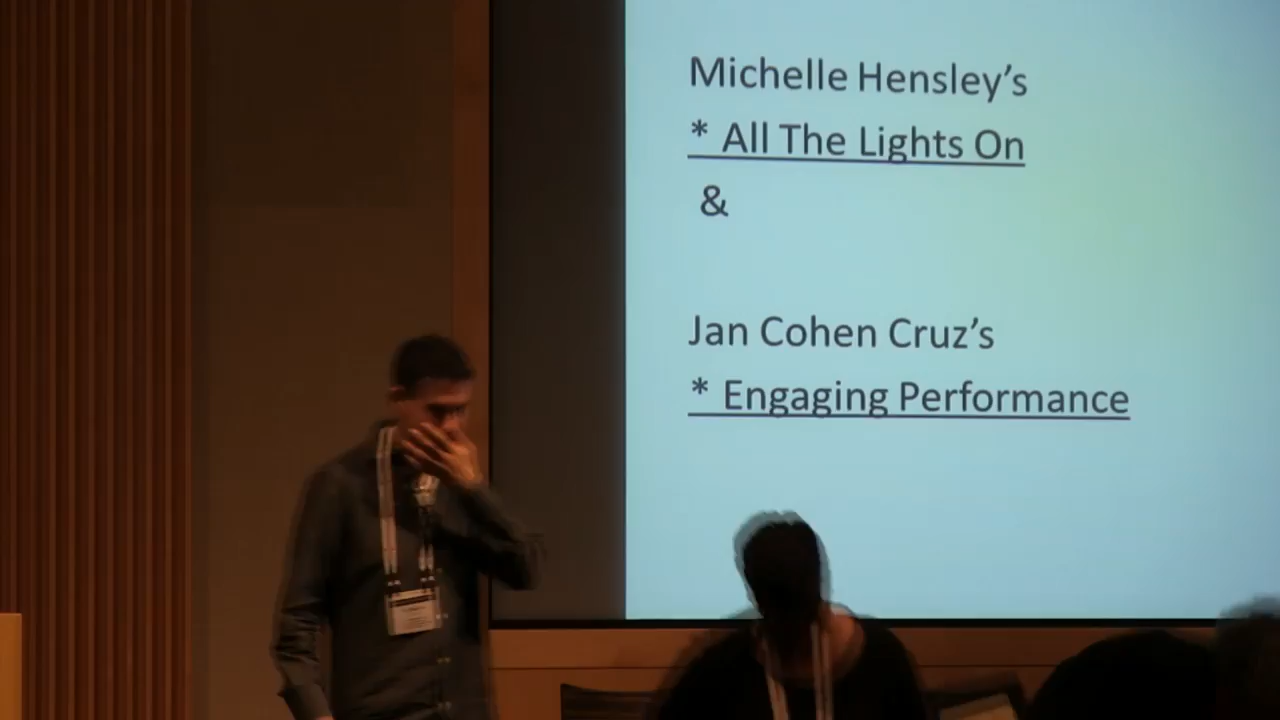 Michelle Hensley’s
* All The Lights On
&
Jan Cohen Cruz’s
* Engaging Performance